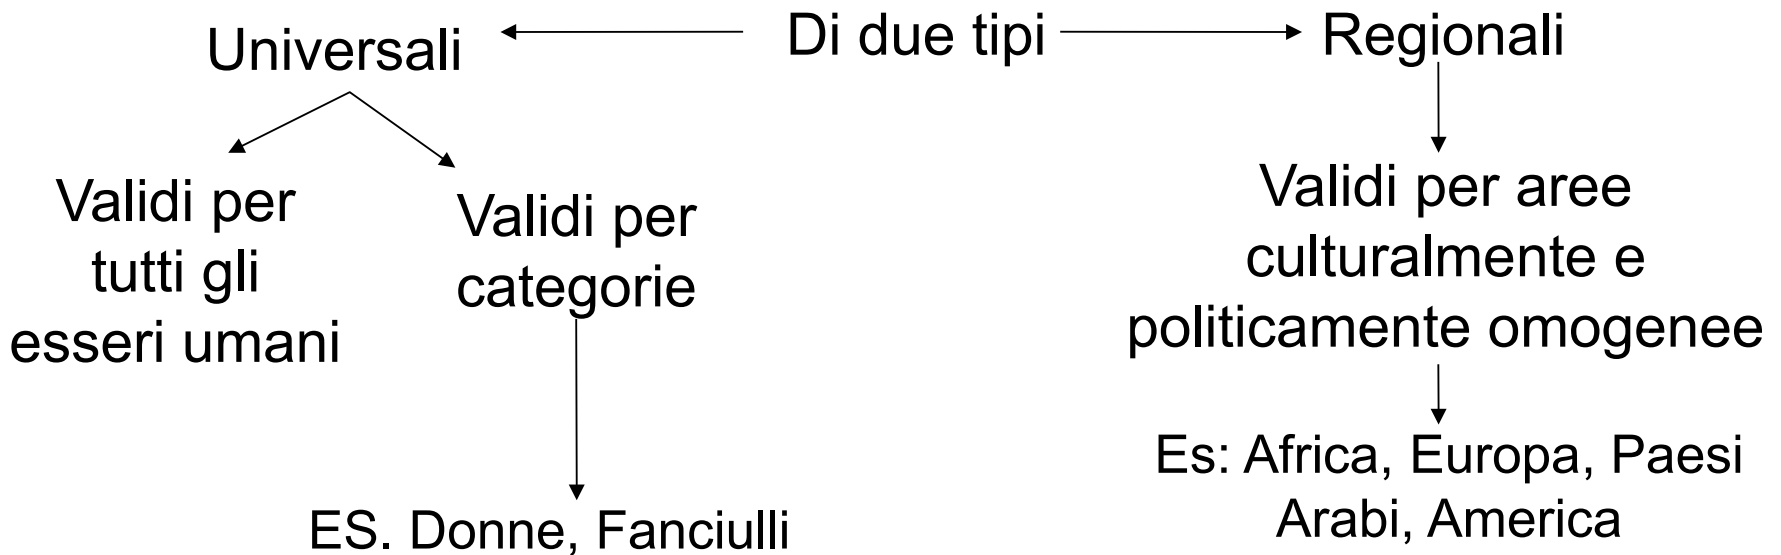 Di due tipi
Universali
Regionali
Validi per
tutti gli
esseri umani
Validi per
categorie
ES. Donne, Fanciulli
Validi per aree
culturalmente e
politicamente omogenee
Es: Africa, Europa, Paesi
Arabi, America